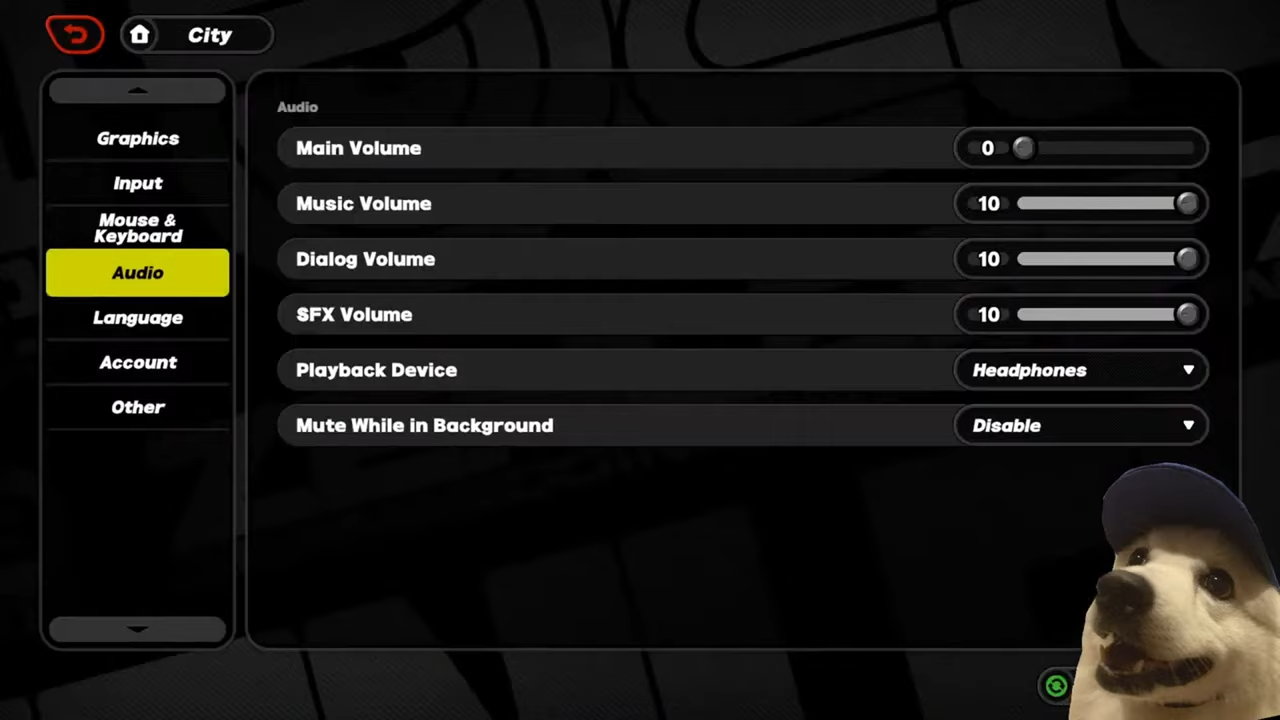 City
Graphics
Input
Mouse &
Keyboard
Audio
Language
Account
Other
Audio
Main Volume 0
Music Volume 10
Dialog Volume 10
SFX Volume 10
Playback Device Headphones
Mute While in Background Disable